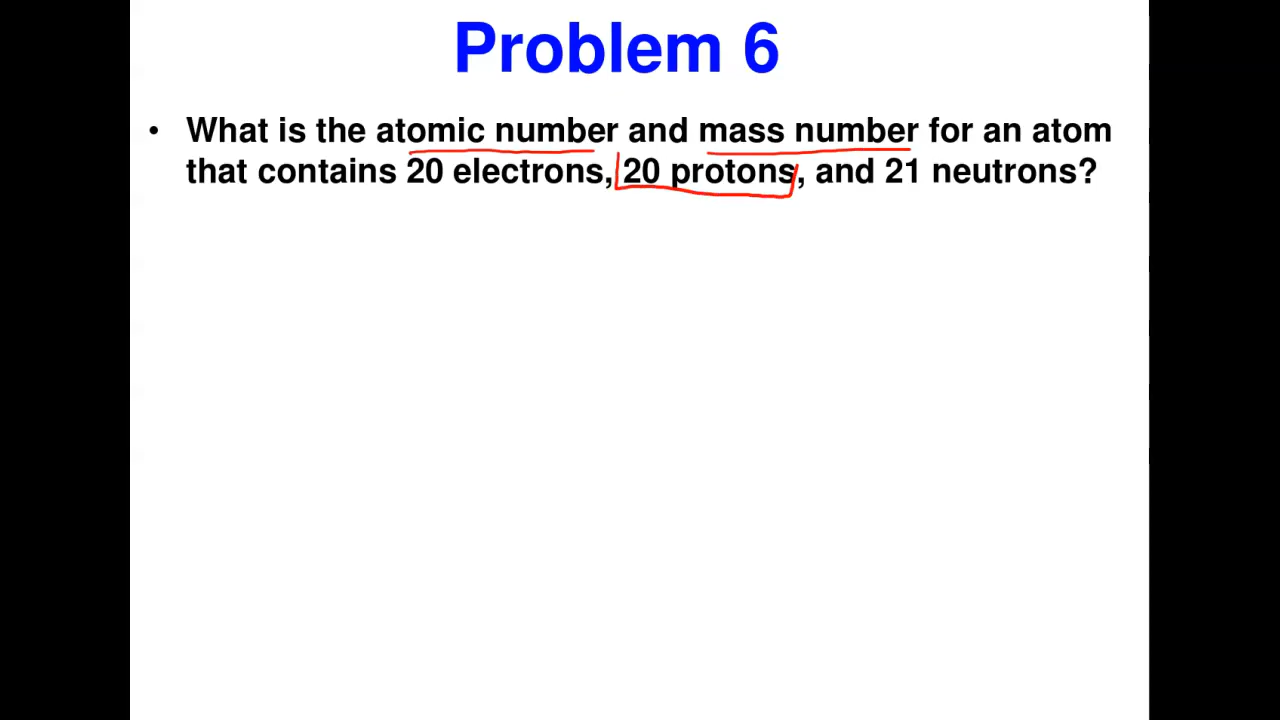 Problem 6
• What is the atomic number and mass number for an atom
that contains 20 electrons, 20 protons, and 21 neutrons?